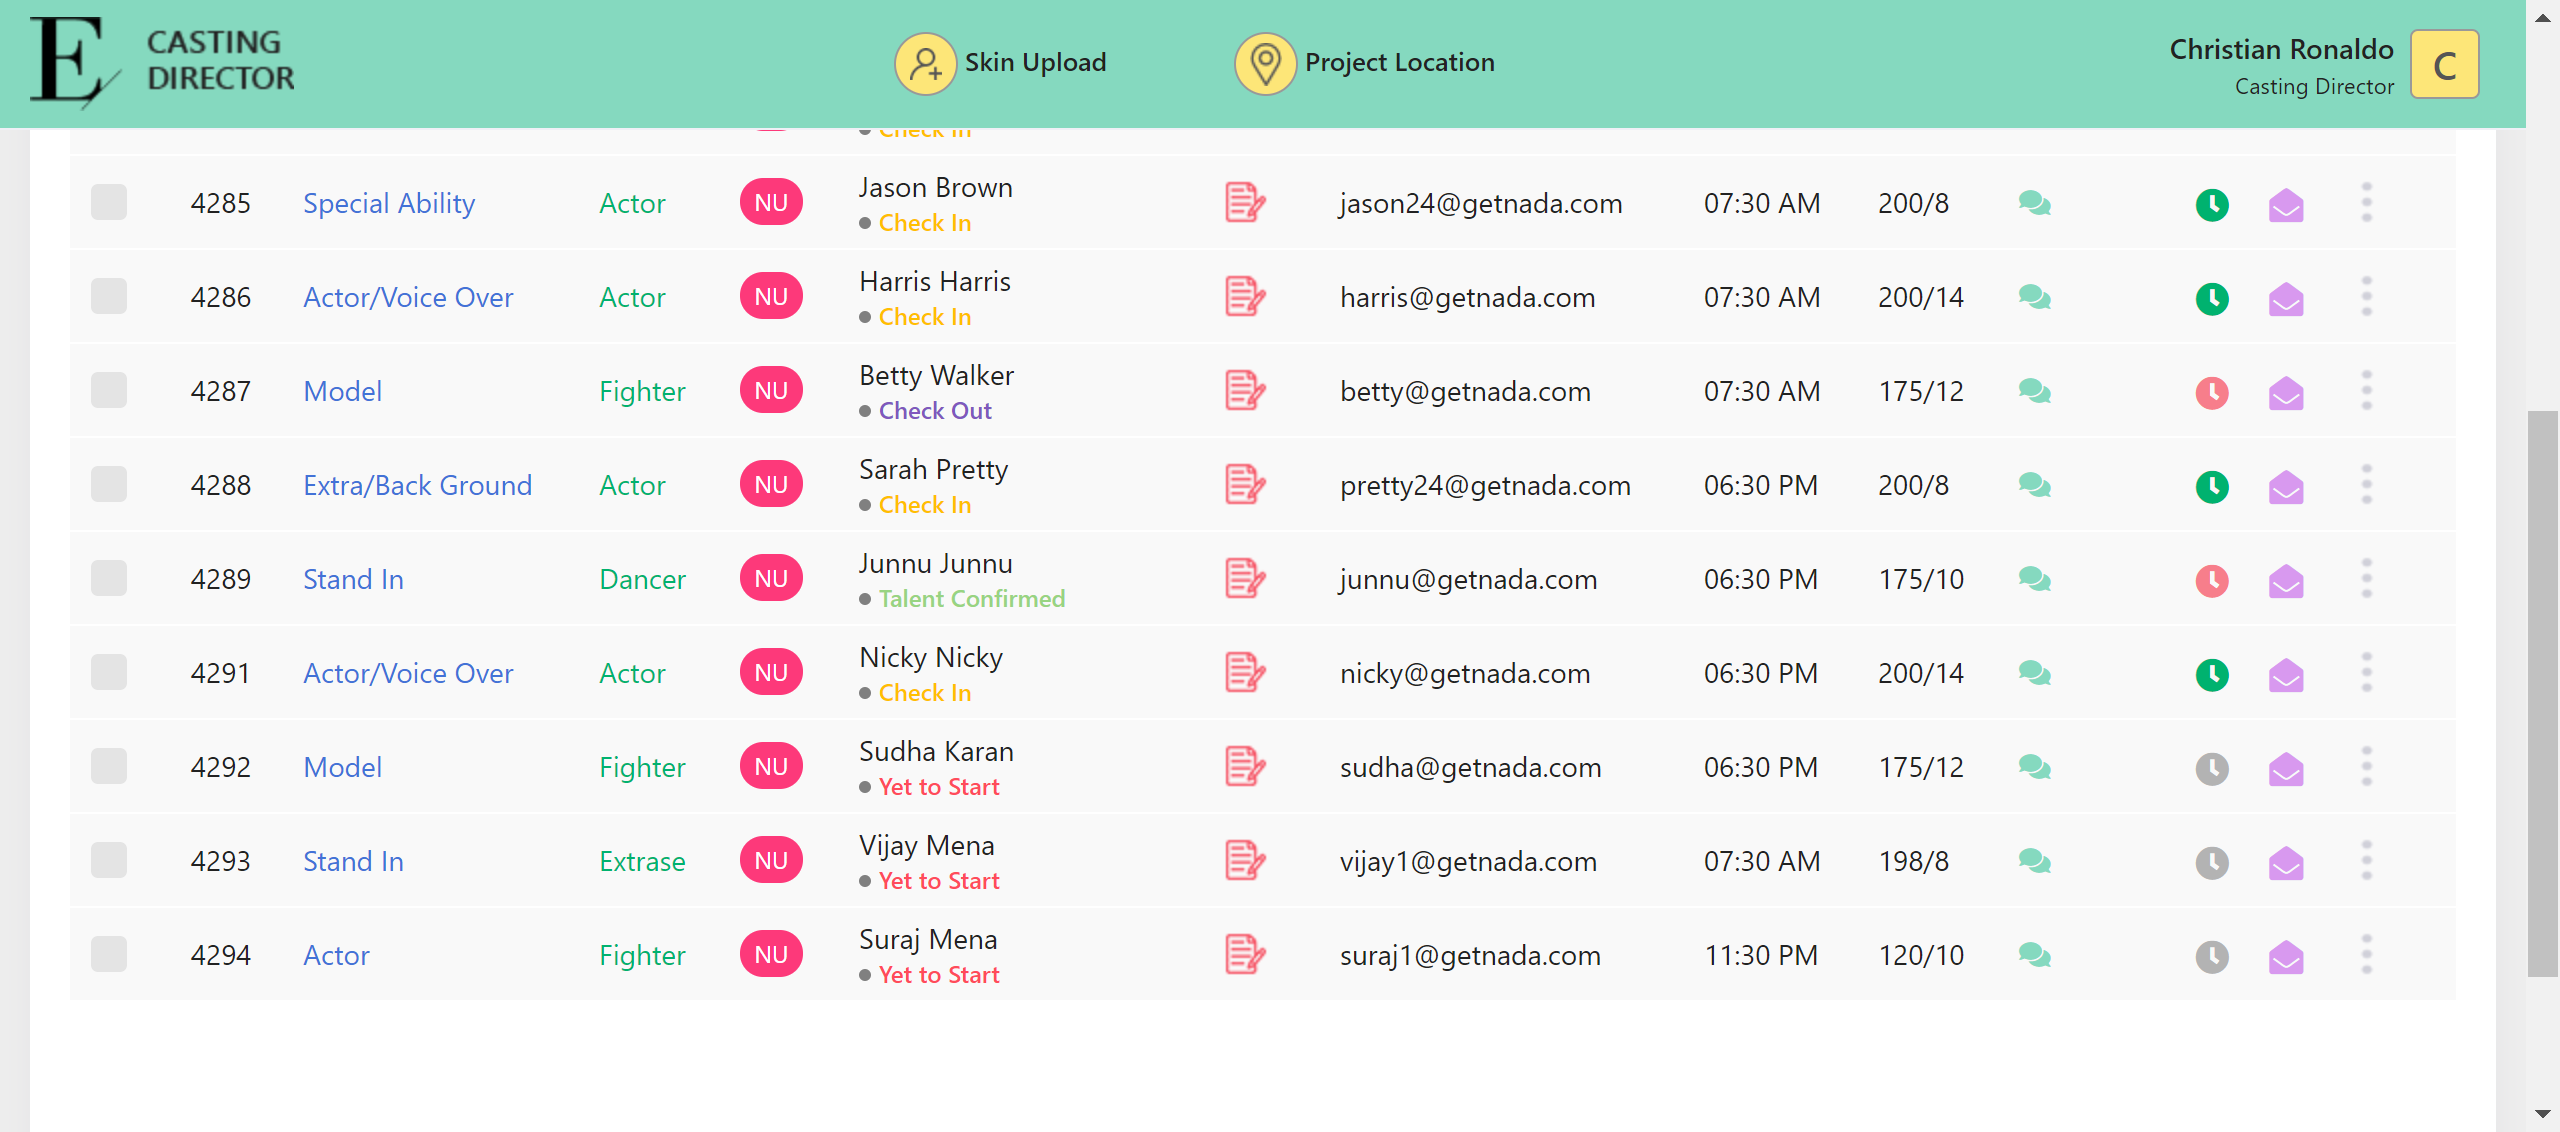 E CASTING DIRECTOR
Skin Upload
Project Location
Christian Ronaldo
Casting Director
C
Check In
4285 Special Ability Actor NU Jason Brown jason24@getnada.com 07:30 AM 200/8
Check In
4286 Actor/Voice Over Actor NU Harris Harris harris@getnada.com 07:30 AM 200/14
Check In
4287 Model Fighter NU Betty Walker betty@getnada.com 07:30 AM 175/12
Check Out
4288 Extra/Back Ground Actor NU Sarah Pretty pretty24@getnada.com 06:30 PM 200/8
Check In
4289 Stand In Dancer NU Junnu Junnu junnu@getnada.com 06:30 PM 175/10
Talent Confirmed
4291 Actor/Voice Over Actor NU Nicky Nicky nicky@getnada.com 06:30 PM 200/14
Check In
4292 Model Fighter NU Sudha Karan sudha@getnada.com 06:30 PM 175/12
Yet to Start
4293 Stand In Extrase NU Vijay Mena vijay1@getnada.com 07:30 AM 198/8
Yet to Start
4294 Actor Fighter NU Suraj Mena suraj1@getnada.com 11:30 PM 120/10
Yet to Start